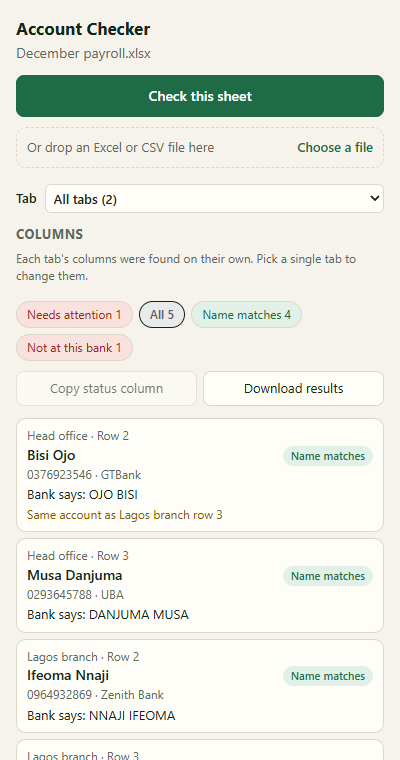 Account Checker
December payroll.xlsx
Check this sheet
Or drop an Excel or CSV file here Choose a file
Tab All tabs (2)
COLUMNS
Each tab's columns were found on their own. Pick a single tab to
change them.
Needs attention 1 All 5 Name matches 4
Not at this bank 1
Copy status column Download results
Head office · Row 2
Bisi Ojo Name matches
0376923546 · GTBank
Bank says: OJO BISI
Same account as Lagos branch row 3
Head office · Row 3
Musa Danjuma Name matches
0293645788 · UBA
Bank says: DANJUMA MUSA
Lagos branch · Row 2
Ifeoma Nnaji Name matches
0964932869 · Zenith Bank
Bank says: NNAJI IFEOMA
Lagos branch · Row 3